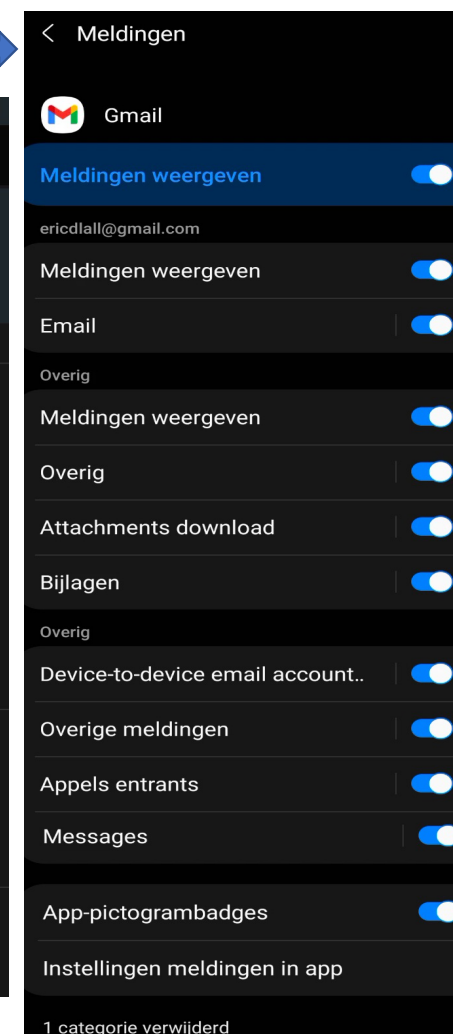 Meldingen
Gmail
Meldingen weergeven
ericdlall@gmail.com
Meldingen weergeven
Email
Overig
Meldingen weergeven
Overig
Attachments download
Bijlagen
Overig
Device-to-device email account..
Overige meldingen
Appels entrants
Messages
App-pictogrambadges
Instellingen meldingen in app
1 categorie verwijderd